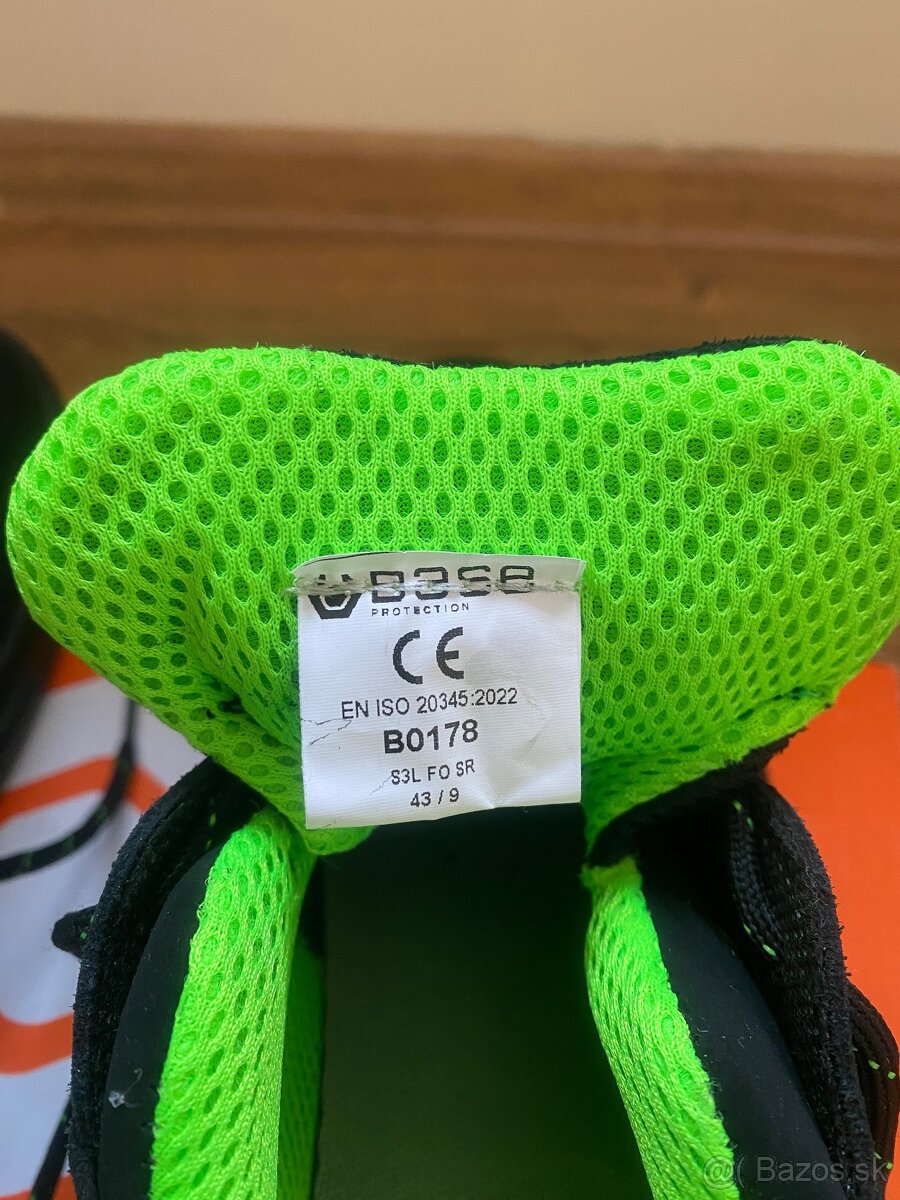 BASE
PROTECTION
CE
EN ISO 20345:2022
B0178
S3L FO SR
43 / 9
@( Bazos.sk